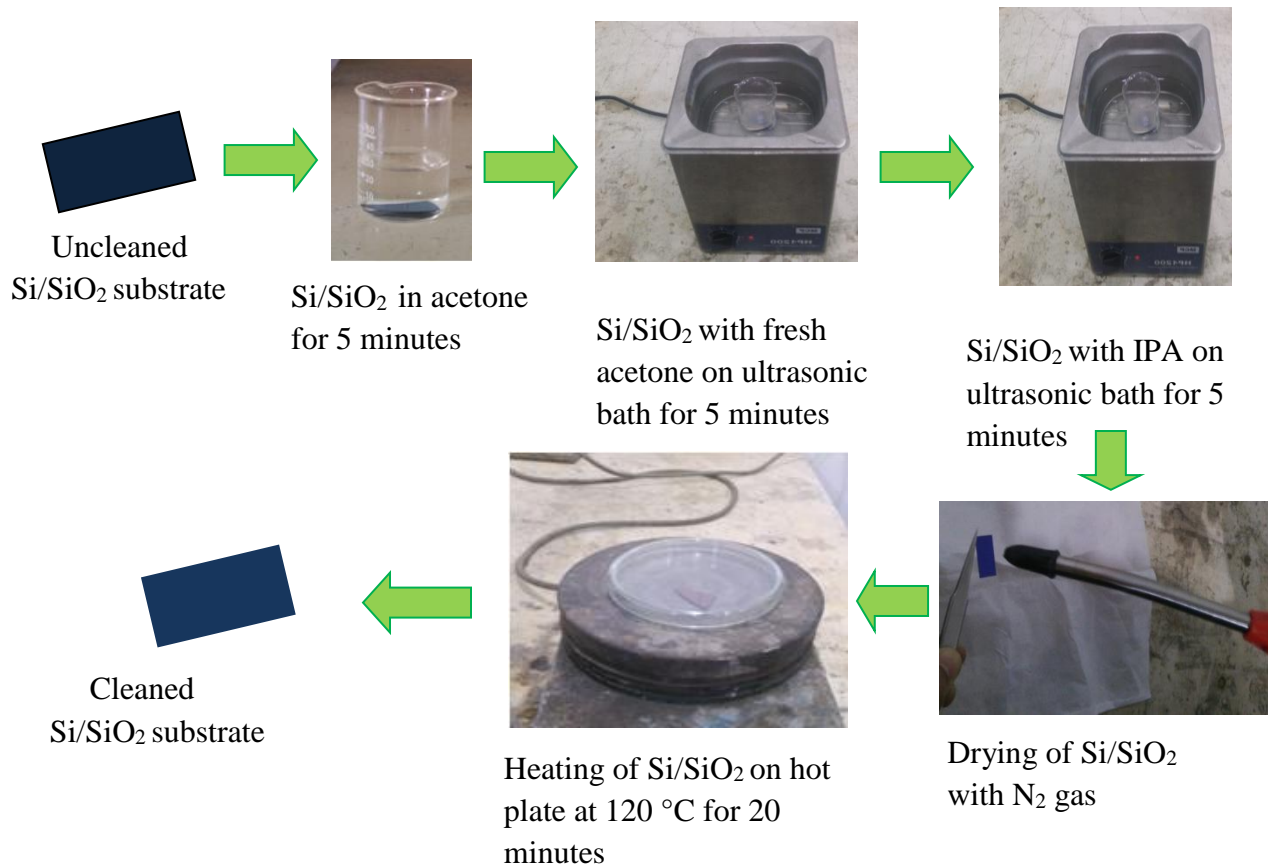 Uncleaned
Si/SiO₂ substrate
Si/SiO₂ in acetone
for 5 minutes
Si/SiO₂ with fresh
acetone on ultrasonic
bath for 5 minutes
Si/SiO₂ with IPA on
ultrasonic bath for 5
minutes
Drying of Si/SiO₂
with N₂ gas
Heating of Si/SiO₂ on hot
plate at 120 °C for 20
minutes
Cleaned
Si/SiO₂ substrate